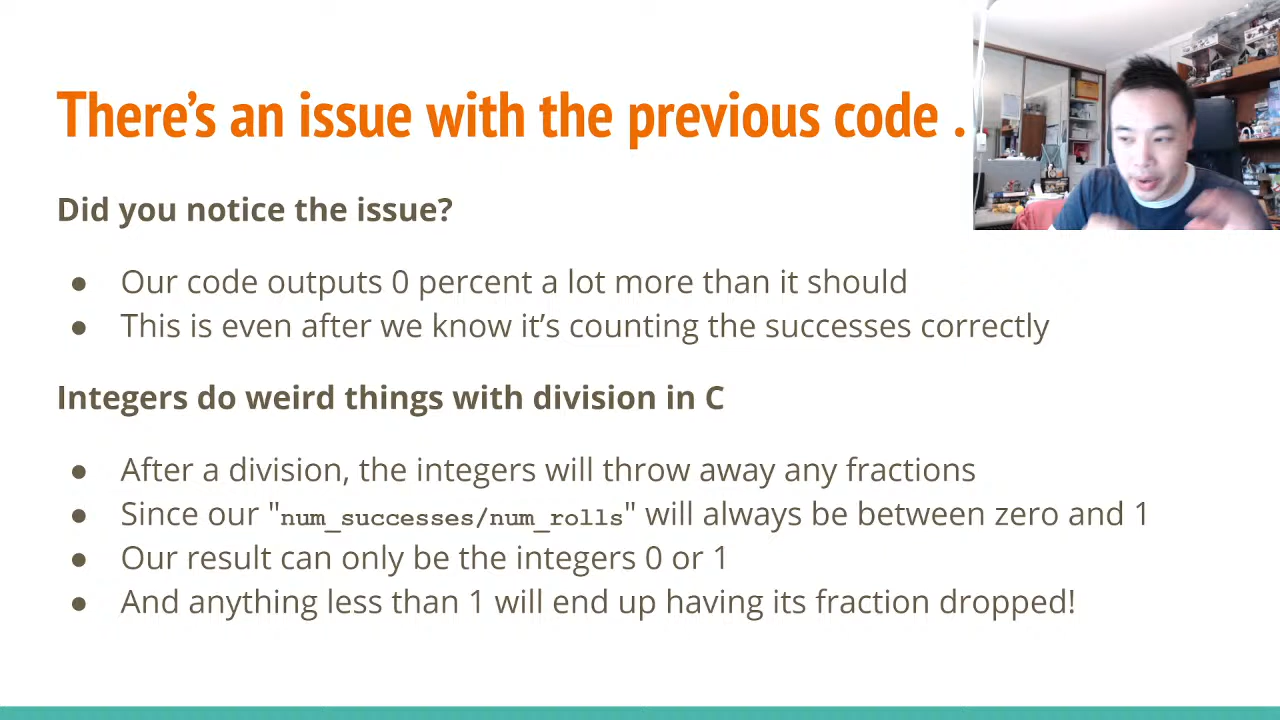 There's an issue with the previous code .
Did you notice the issue?
● Our code outputs 0 percent a lot more than it should
● This is even after we know it's counting the successes correctly
Integers do weird things with division in C
● After a division, the integers will throw away any fractions
● Since our "num_successes/num_rolls" will always be between zero and 1
● Our result can only be the integers 0 or 1
● And anything less than 1 will end up having its fraction dropped!